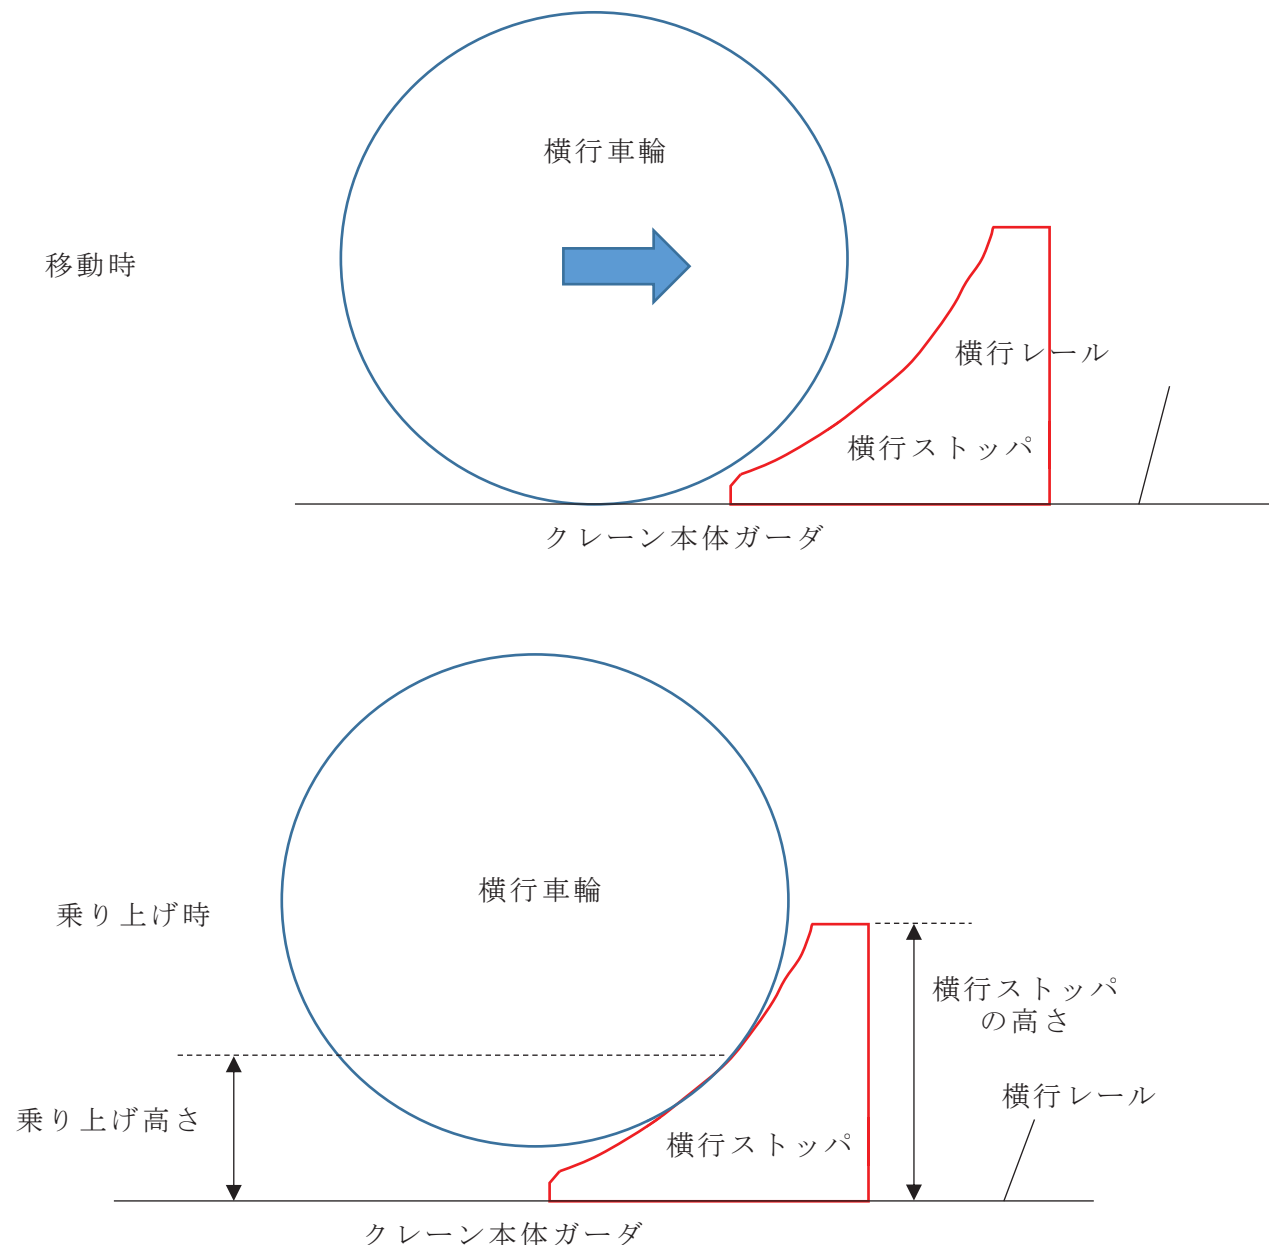 横行車輪
移動時
横行レール
横行ストッパ
クレーン本体ガーダ
横行車輪
乗り上げ時
横行ストッパ
の高さ
横行レール
乗り上げ高さ
横行ストッパ
クレーン本体ガーダ